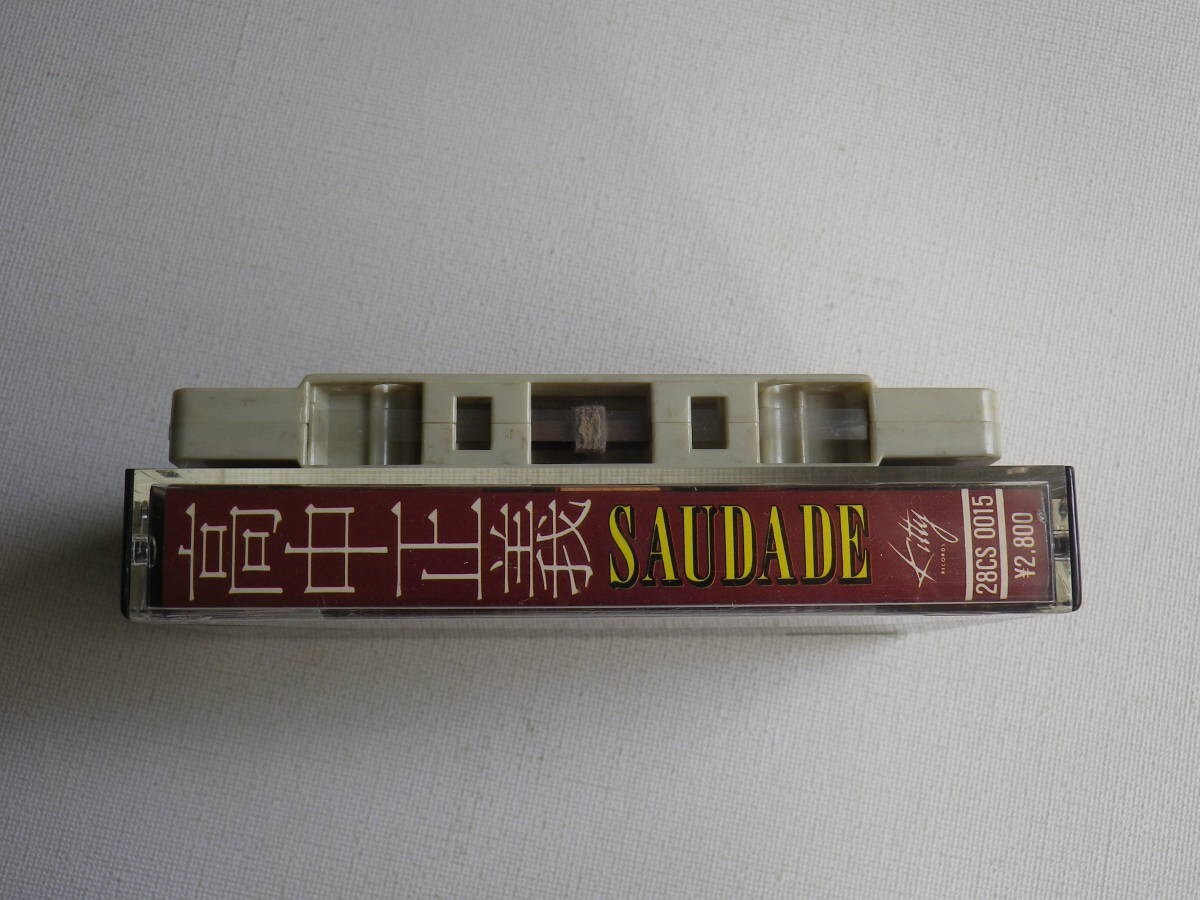 高中正義
SAUDADE
Kitty
RECORDS
28CS 0015
¥2,800